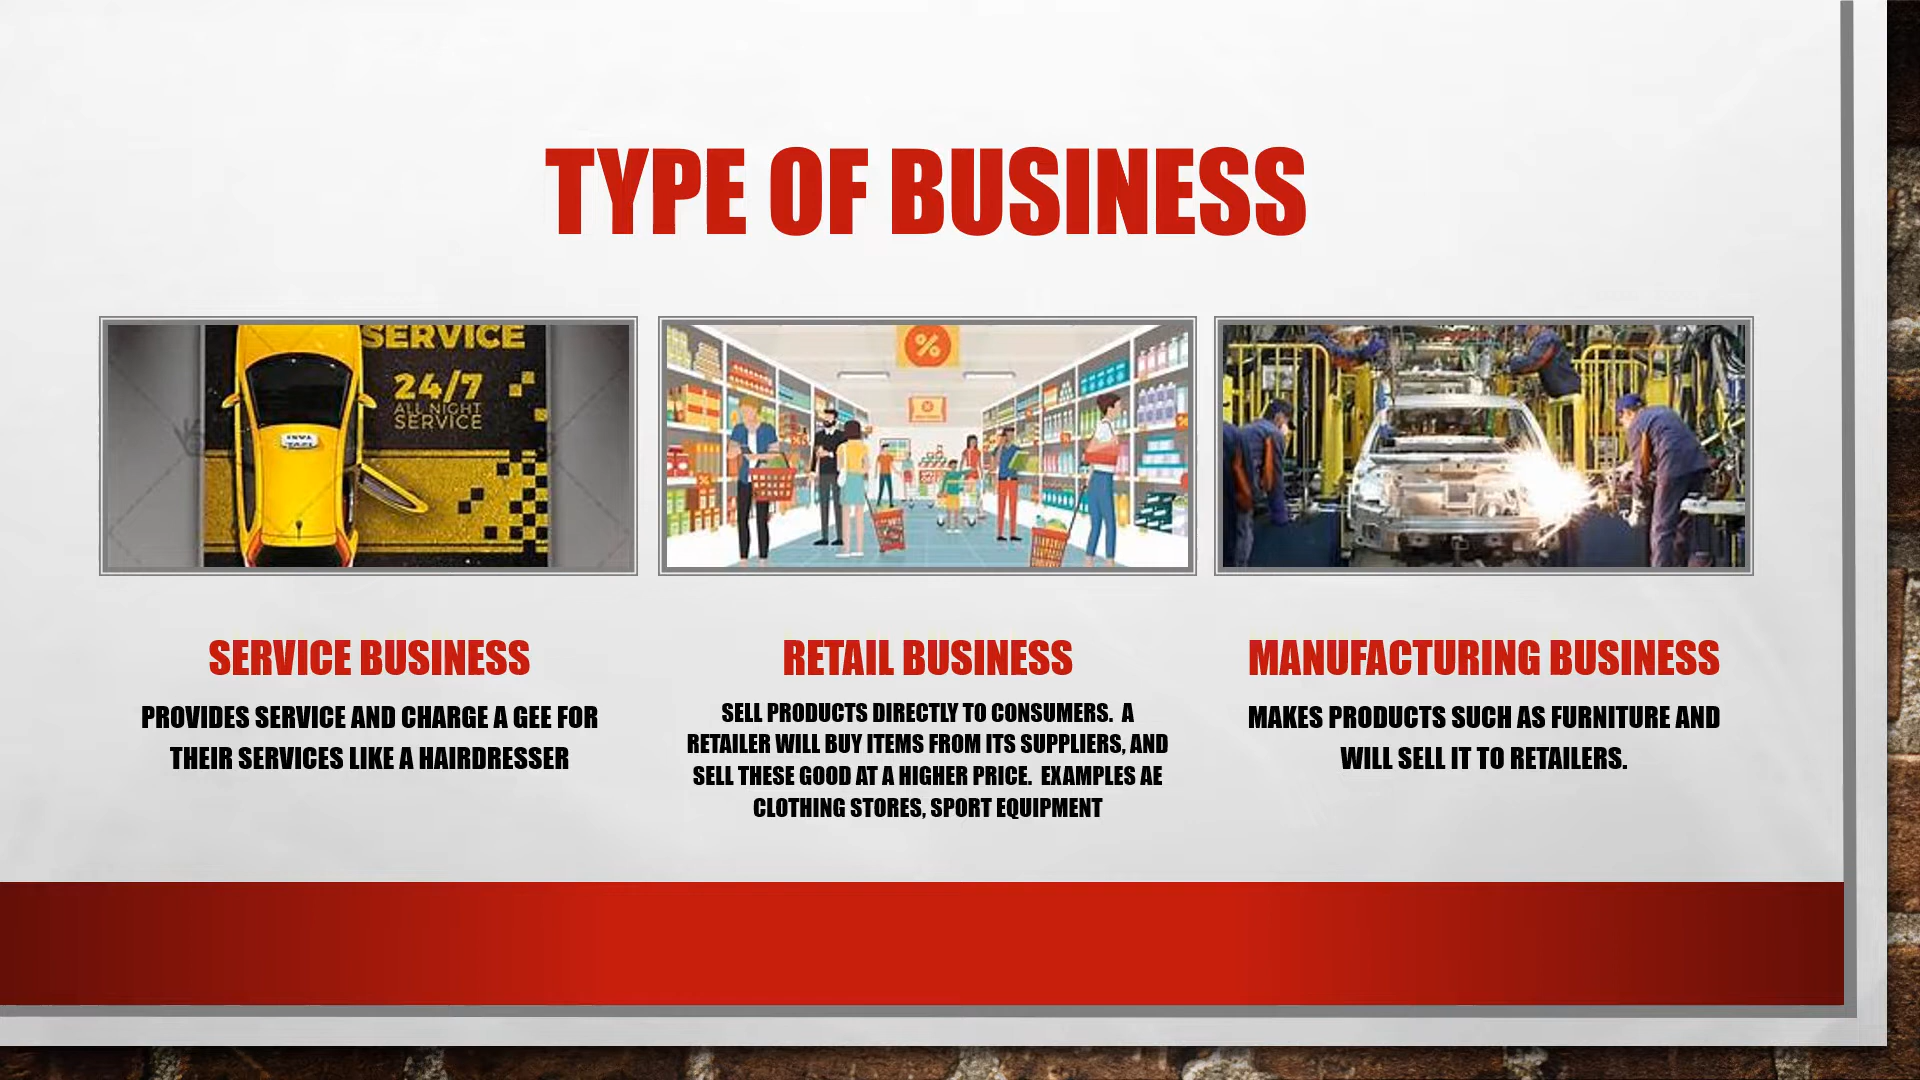 TYPE OF BUSINESS
SERVICE
24/7
ALL NIGHT
SERVICE
TAXI
%
SERVICE BUSINESS
PROVIDES SERVICE AND CHARGE A GEE FOR
THEIR SERVICES LIKE A HAIRDRESSER
RETAIL BUSINESS
SELL PRODUCTS DIRECTLY TO CONSUMERS. A
RETAILER WILL BUY ITEMS FROM ITS SUPPLIERS, AND
SELL THESE GOOD AT A HIGHER PRICE. EXAMPLES AE
CLOTHING STORES, SPORT EQUIPMENT
MANUFACTURING BUSINESS
MAKES PRODUCTS SUCH AS FURNITURE AND
WILL SELL IT TO RETAILERS.